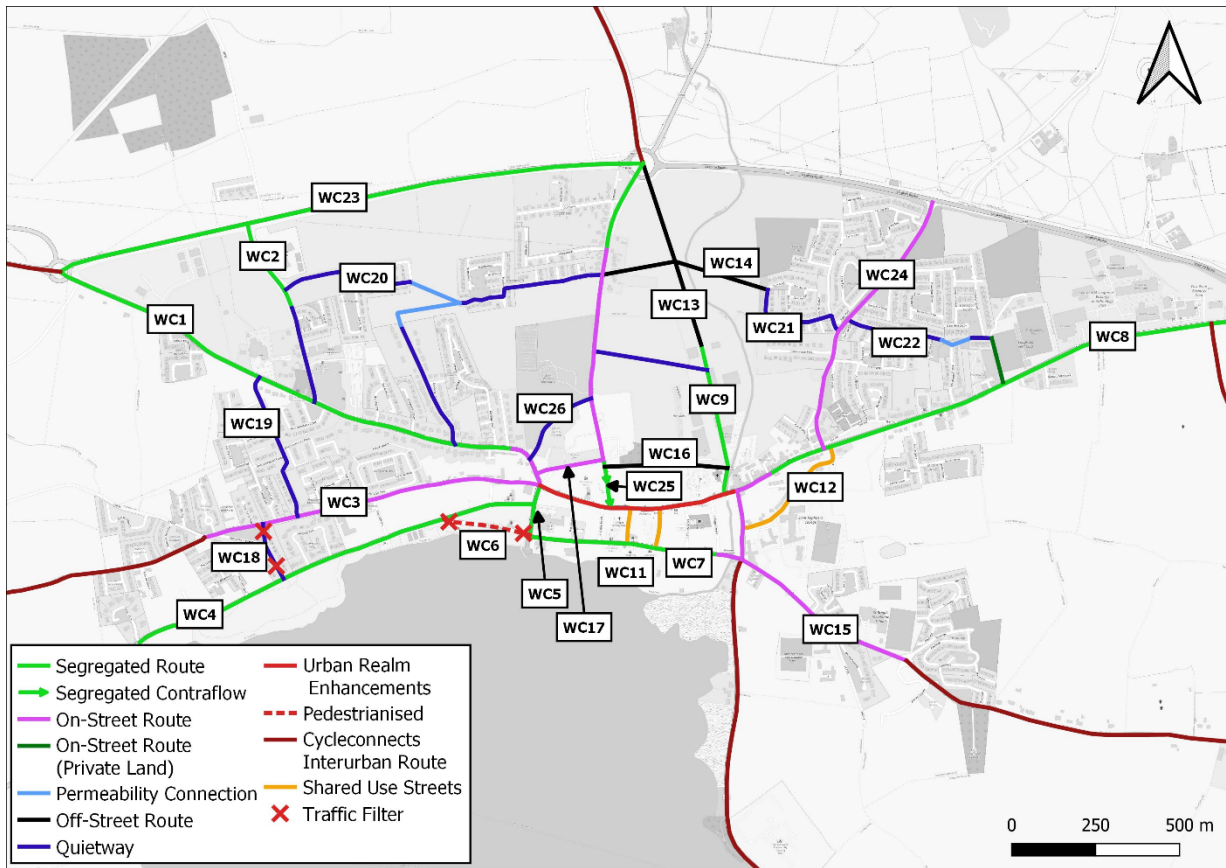 WC23
WC2
WC20
WC14
WC24
WC1
WC13
WC21
WC22
WC8
WC19
WC26
WC9
WC16
WC25
WC12
WC3
WC18
WC6
WC11
WC7
WC5
WC4
WC17
WC15
Segregated Route
Segregated Contraflow
On-Street Route
On-Street Route
(Private Land)
Permeability Connection
Off-Street Route
Quietway
Urban Realm
Enhancements
Pedestrianised
Cycleconnects
Interurban Route
Shared Use Streets
Traffic Filter
0 250 500 m